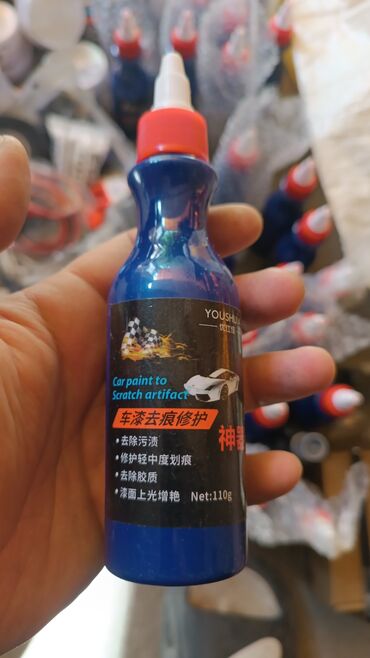 YOUSHU
Car paint to
Scratch artifact
车漆去痕修护
神
•去除污渍
•修护轻中度划痕
•去除胶质
•漆面上光增艳 Net:110g